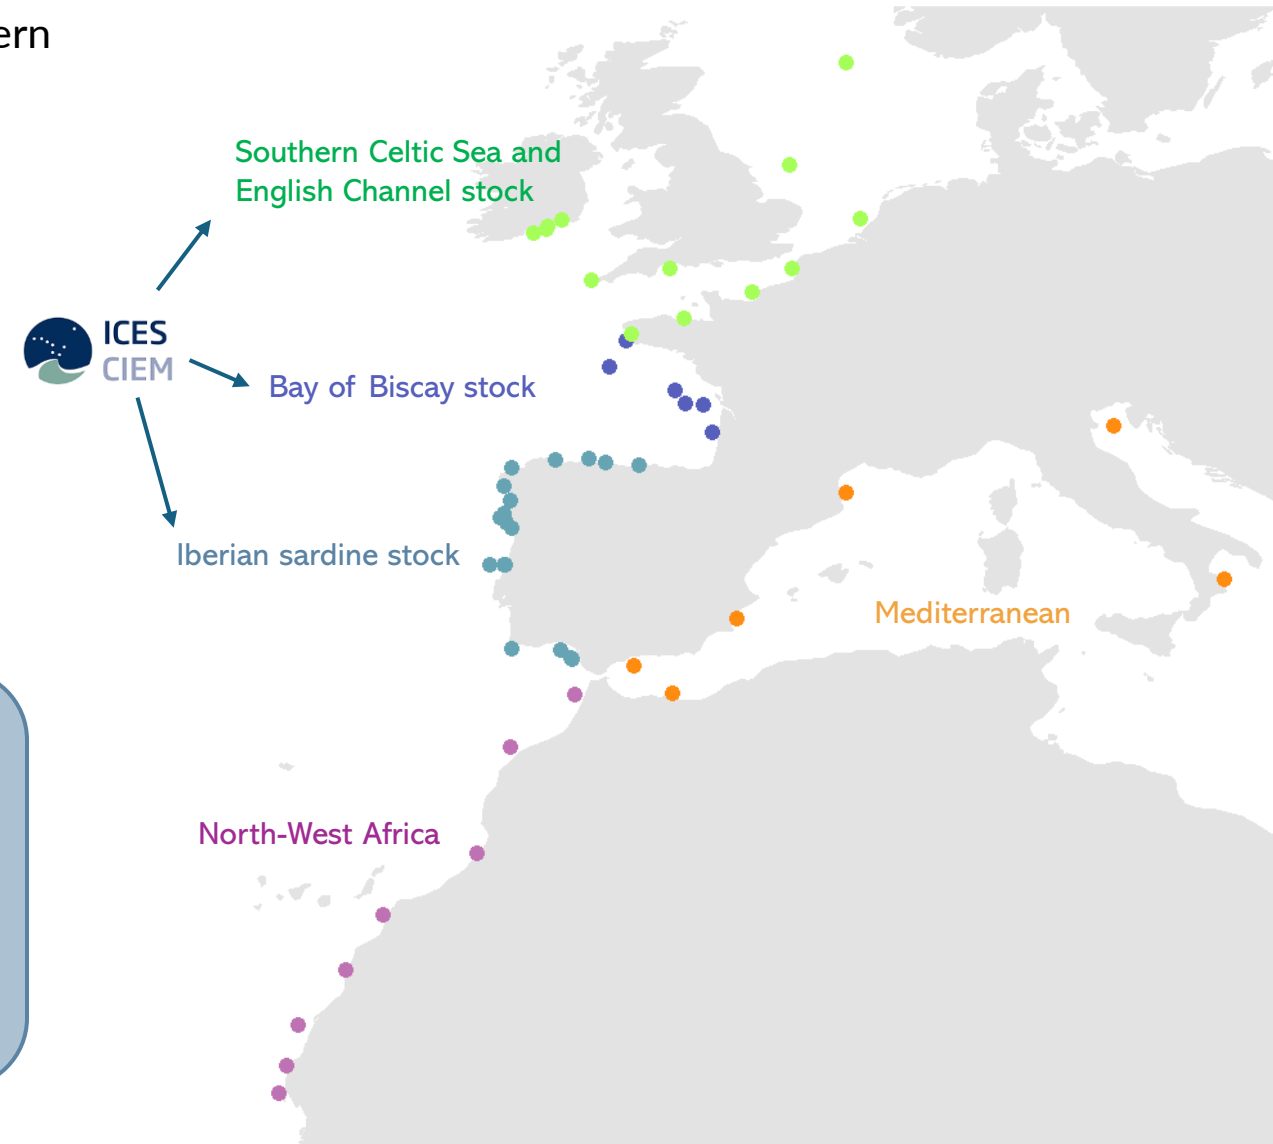 ern
Southern Celtic Sea and
English Channel stock
ICES
CIEM
Bay of Biscay stock
Iberian sardine stock
Mediterranean
North-West Africa